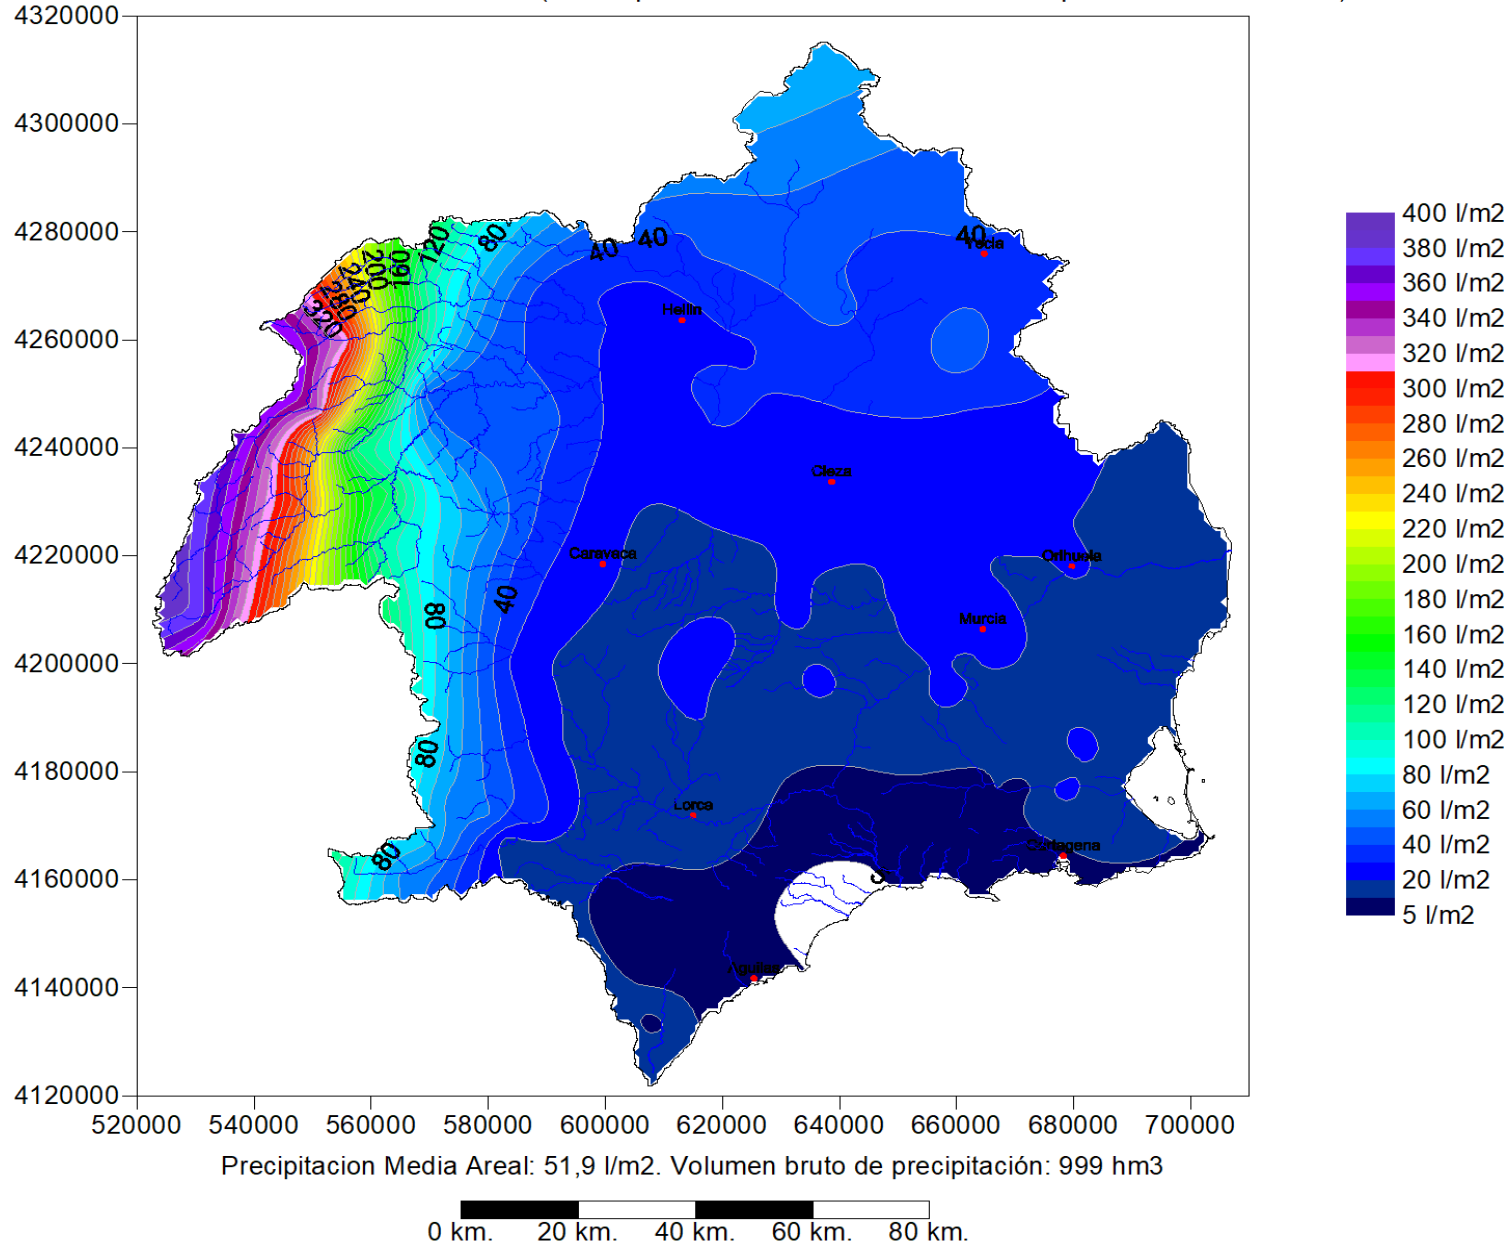 4320000
4300000
4280000
4260000
4240000
4220000
4200000
4180000
4160000
4140000
4120000
520000 540000 560000 580000 600000 620000 640000 660000 680000 700000
120
80
40
40
40
Yecla
200
160
240
280
320
Hellin
Cieza
Caravaca
Orihuela
40
80
Murcia
80
Lorca
80
Cartagena
5
Aguilas
400 l/m2
380 l/m2
360 l/m2
340 l/m2
320 l/m2
300 l/m2
280 l/m2
260 l/m2
240 l/m2
220 l/m2
200 l/m2
180 l/m2
160 l/m2
140 l/m2
120 l/m2
100 l/m2
80 l/m2
60 l/m2
40 l/m2
20 l/m2
5 l/m2
Precipitacion Media Areal: 51,9 l/m2. Volumen bruto de precipitación: 999 hm3
0 km. 20 km. 40 km. 60 km. 80 km.